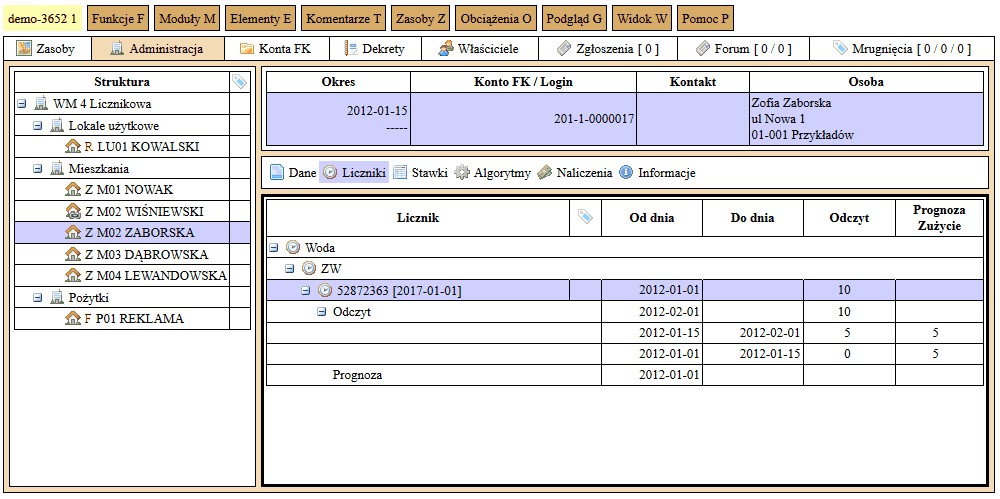 demo-3652 1 Funkcje F Moduły M Elementy E Komentarze T Zasoby Z Obciążenia O Podgląd G Widok W Pomoc P
Zasoby Administracja Konta FK Dekrety Właściciele Zgłoszenia [ 0 ] Forum [ 0 / 0 ] Mrugnięcia [ 0 / 0 / 0 ]
Struktura
WM 4 Licznikowa
Lokale użytkowe
R LU01 KOWALSKI
Mieszkania
Z M01 NOWAK
Z M02 WIŚNIEWSKI
Z M02 ZABORSKA
Z M03 DĄBROWSKA
Z M04 LEWANDOWSKA
Pożytki
F P01 REKLAMA
Okres Konto FK / Login Kontakt Osoba
2012-01-15
-----
201-1-0000017
Zofia Zaborska
ul Nowa 1
01-001 Przykładów
Dane Liczniki Stawki Algorytmy Naliczenia Informacje
Licznik Od dnia Do dnia Odczyt Prognoza
Zużycie
Woda
ZW
52872363 [2017-01-01] 2012-01-01 10
Odczyt 2012-02-01 10
2012-01-15 2012-02-01 5 5
2012-01-01 2012-01-15 0 5
Prognoza 2012-01-01